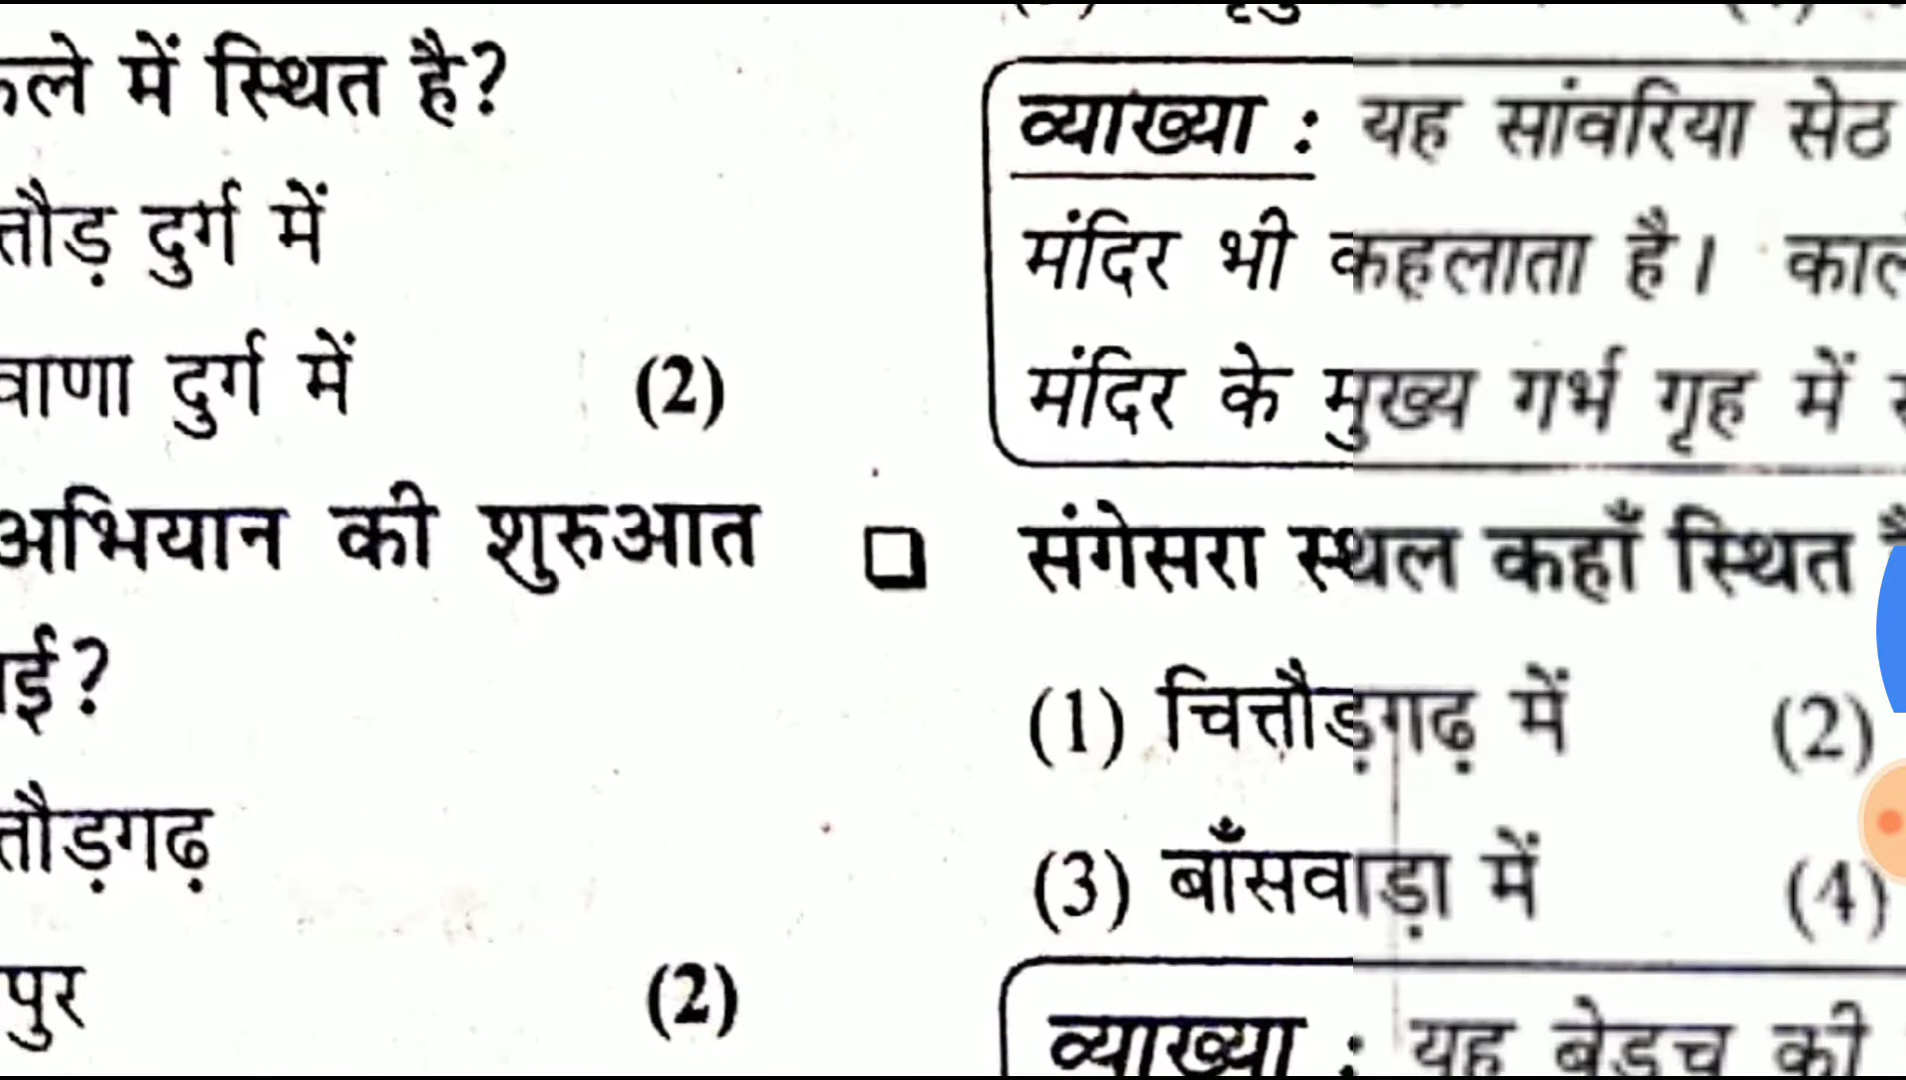 में स्थित है?
दुर्ग में
दुर्ग में (2)
अभियान की शुरुआत
तौड़गढ़
पुर (2)
व्याख्या : यह सांवरिया सेठ
मंदिर भी कहलाता है।
मंदिर के मुख्य गर्भ गृह में
□ संगेसरा स्थल कहाँ स्थित
(1) चित्तौड़गढ़ में (2)
(3) बाँसवाड़ा में (4)
व्याख्या : यह बेडच की